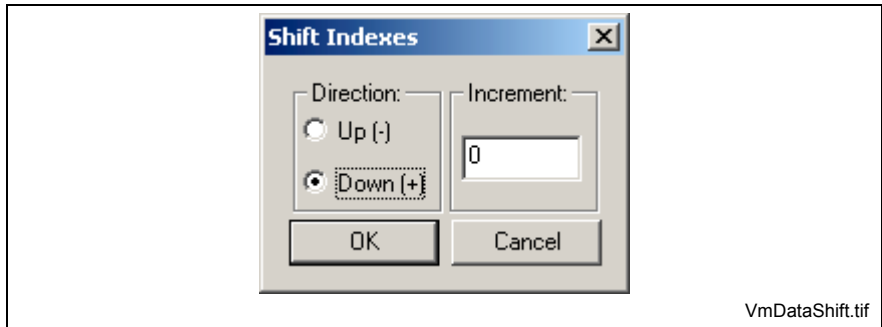 Shift Indexes
Direction:
Increment:
Up (-)
0
Down (+)
OK
Cancel
VmDataShift.tif